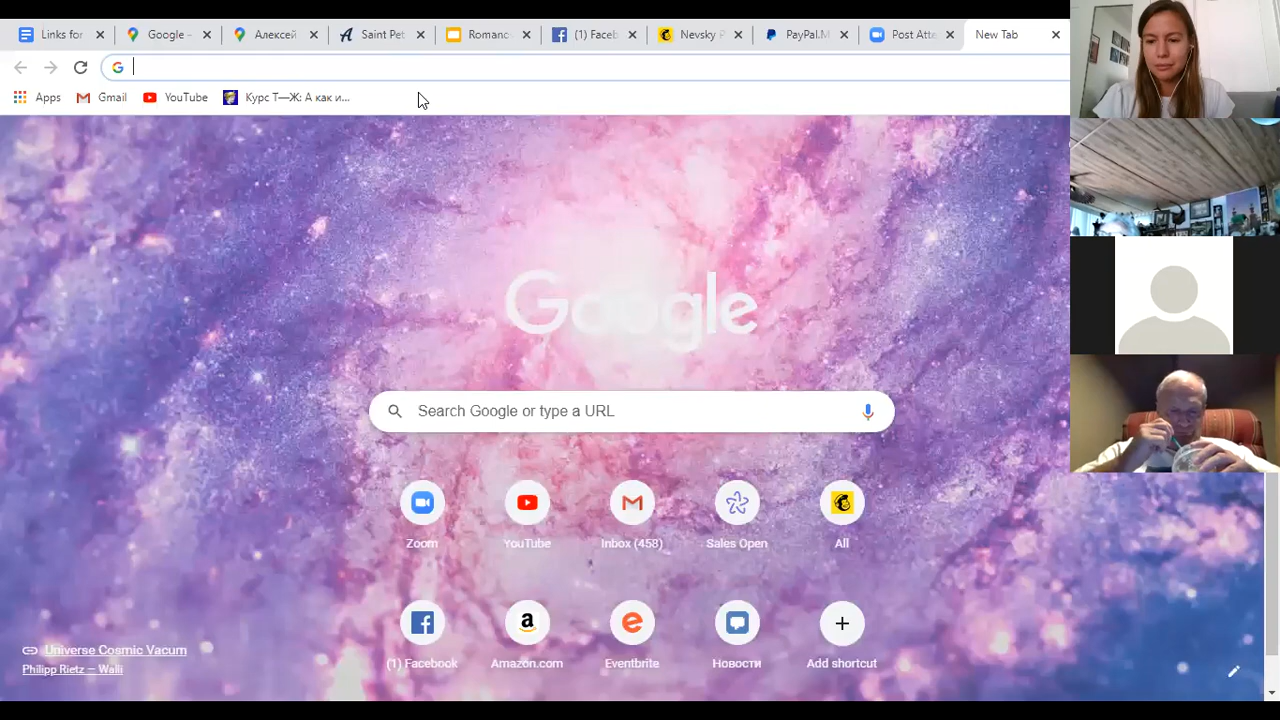 Links for
Google –
Алексей
Saint Pet
Romanc
(1) Faceb
Nevsky P
PayPal.M
Post Atte
New Tab
Apps
Gmail
YouTube
Курс Т—Ж: А как и...
Google
Search Google or type a URL
Zoom
YouTube
Inbox (458)
Sales Open
All
(1) Facebook
Amazon.com
Eventbrite
Новости
Add shortcut
Universe Cosmic Vacum
Philipp Rietz — Walli